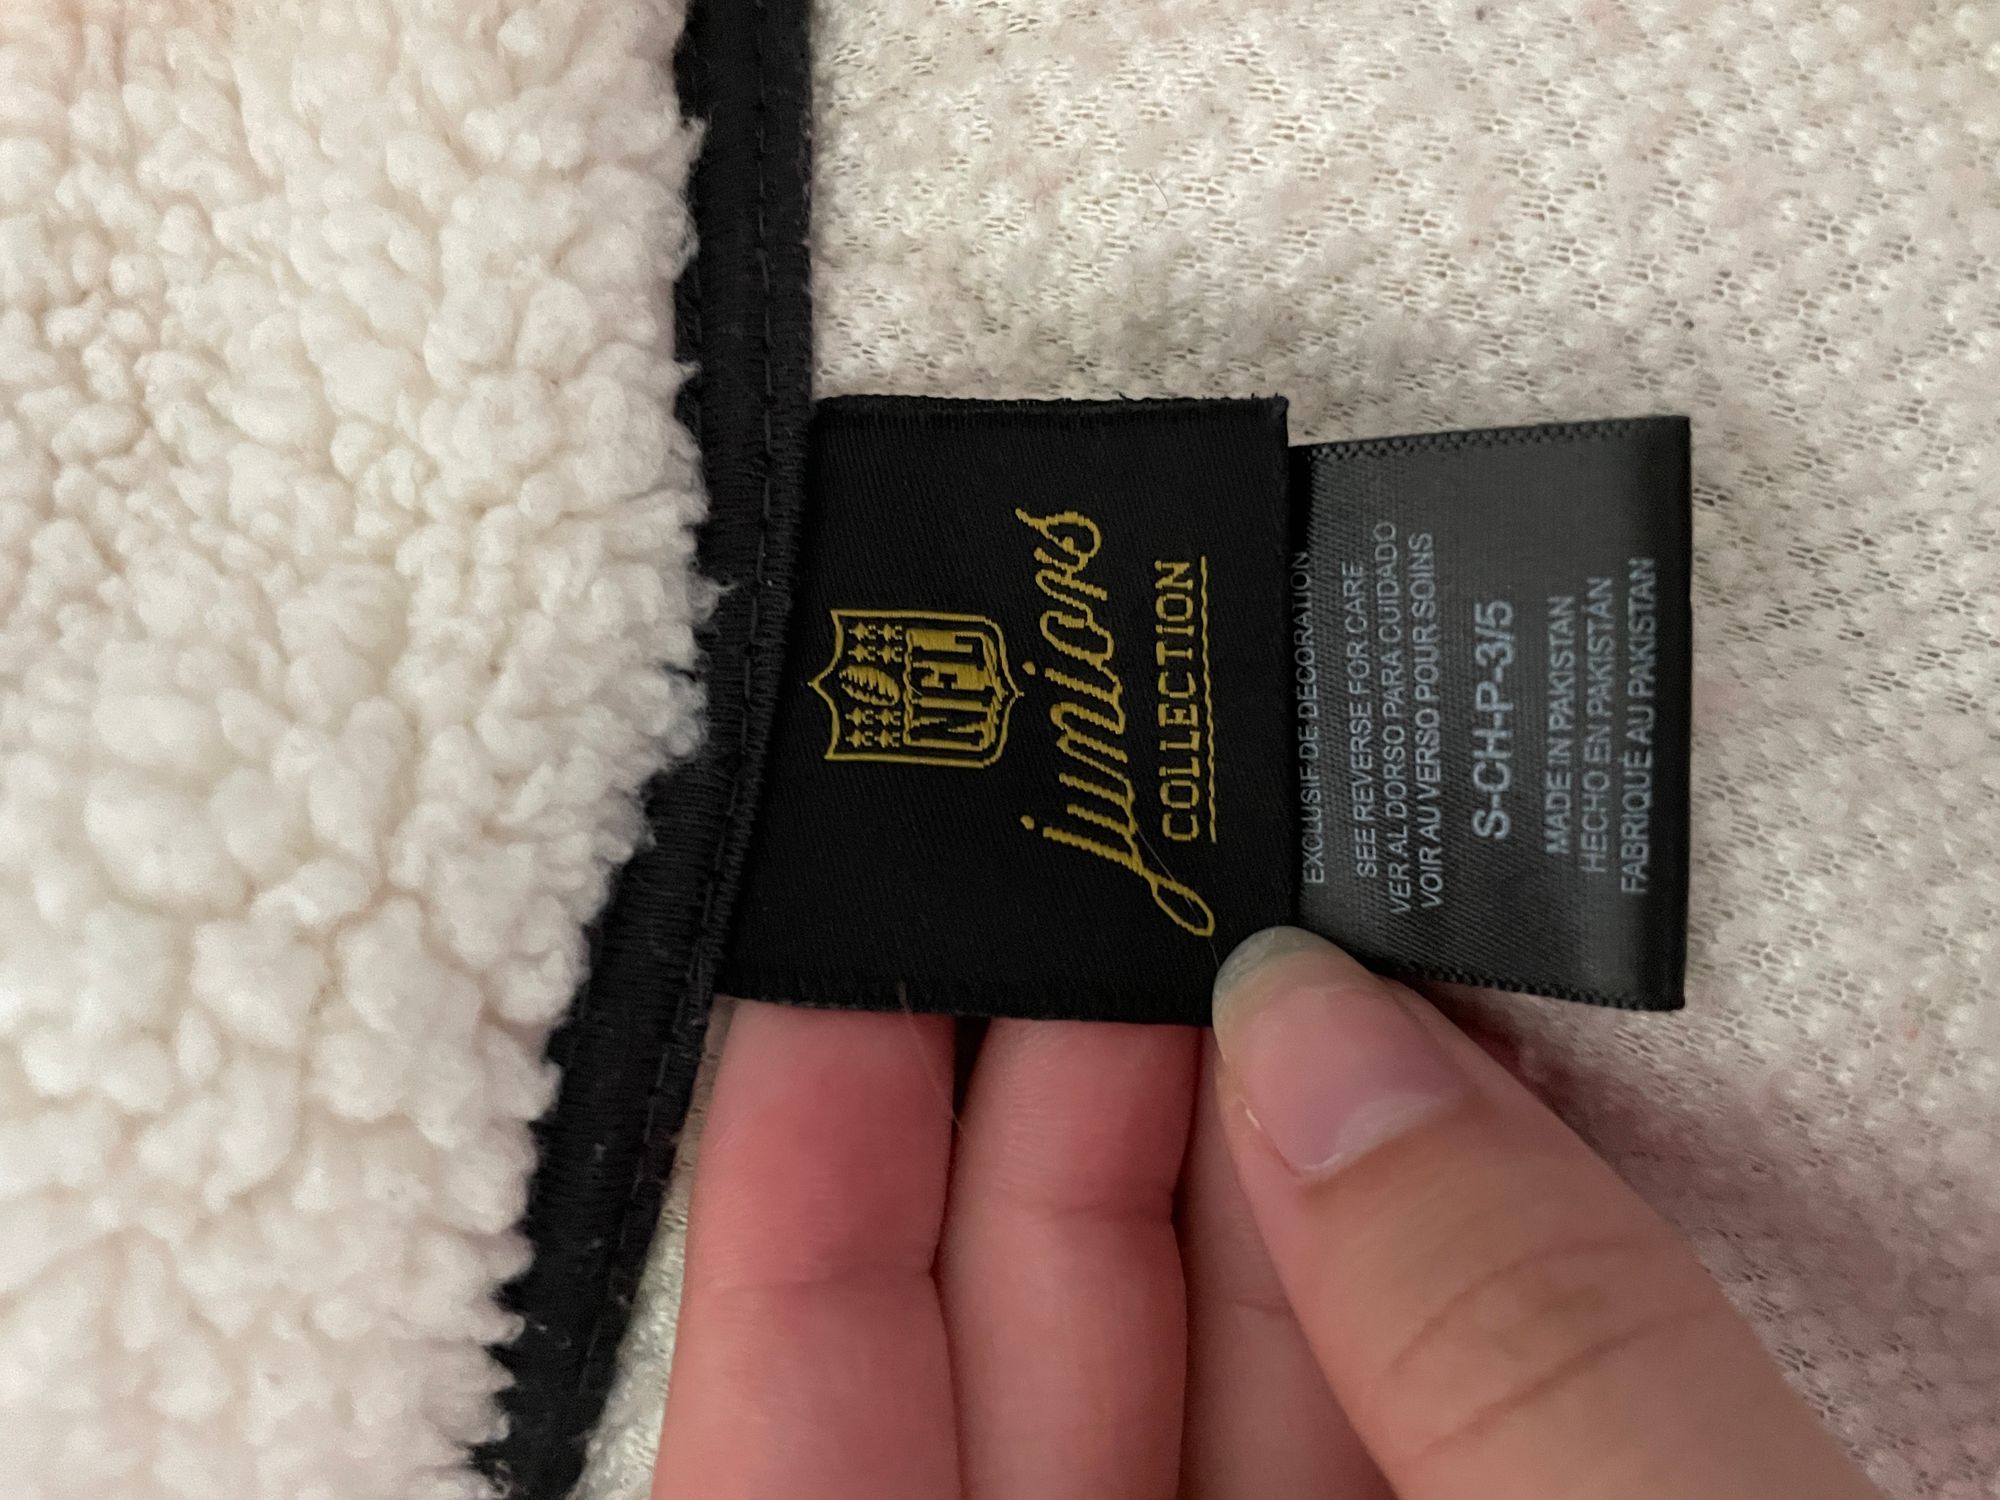 NFL
juniors
COLLECTION
EXCLUSIF DE DECORATION
SEE REVERSE FOR CARE
VER AL DORSO PARA CUIDADO
VOIR AU VERSO POUR SOINS
S-CH-P-3/5
MADE IN PAKISTAN
HECHO EN PAKISTÁN
FABRIQUÉ AU PAKISTAN